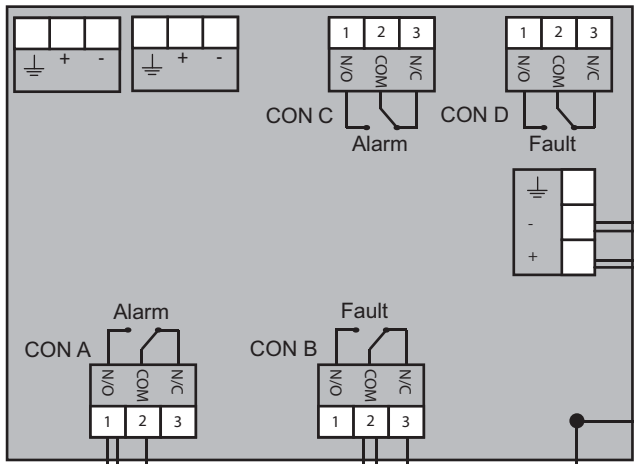 + -
+ -
1 2 3
N/O COM N/C
CON C
Alarm
1 2 3
N/O COM N/C
CON D
Fault
-
+
Alarm
CON A
N/O COM N/C
1 2 3
Fault
CON B
N/O COM N/C
1 2 3